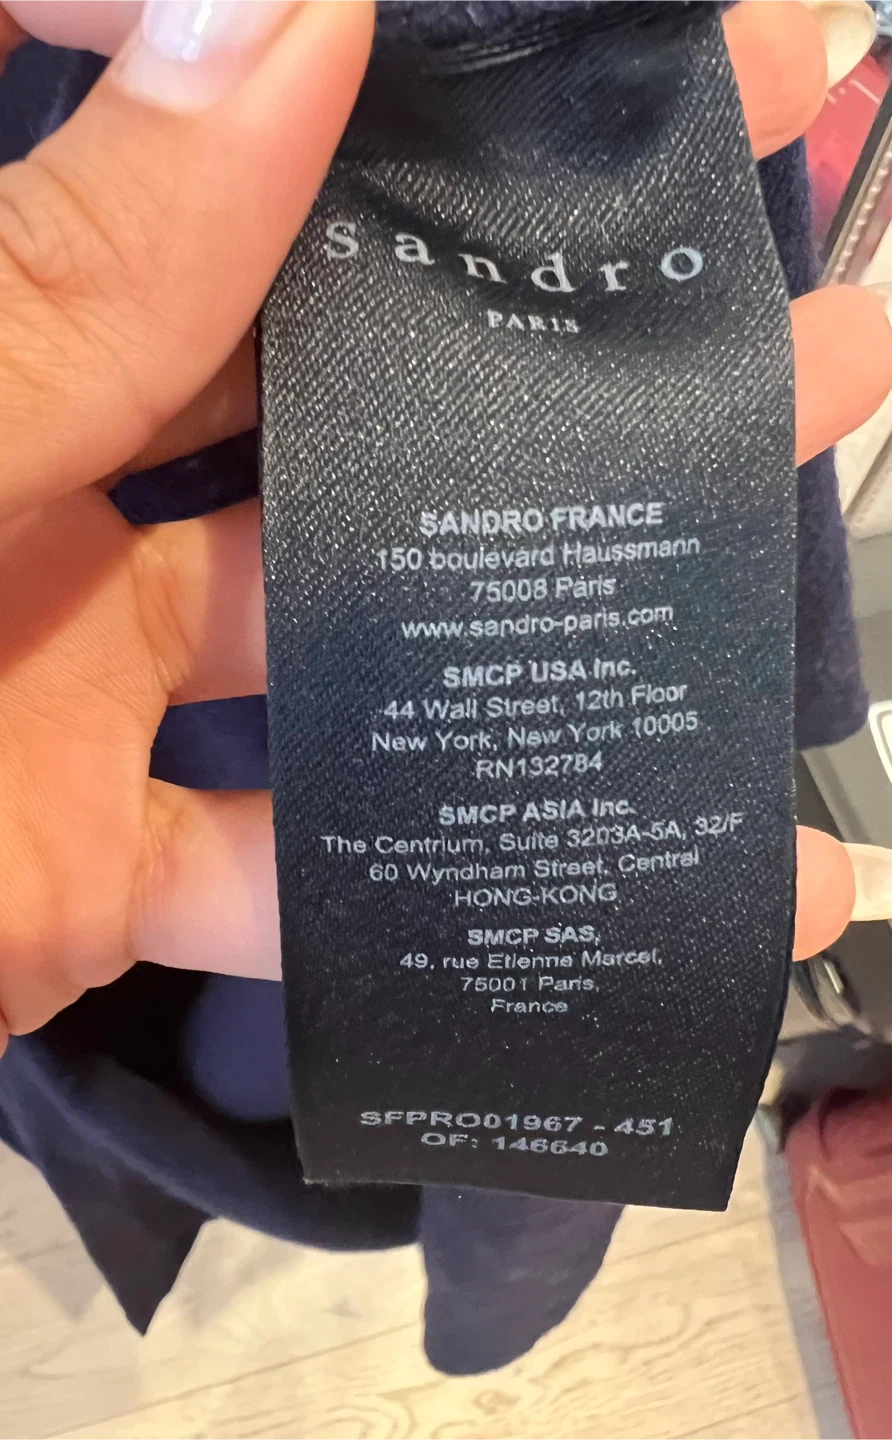 sandro
PARIS
SANDRO FRANCE
150 boulevard Haussmann
75008 Paris
www.sandro-paris.com
SMCP USA Inc.
44 Wall Street, 12th Floor
New York, New York 10005
RN132784
SMCP ASIA Inc.
The Centrium, Suite 3203A-5A, 32/F
60 Wyndham Street, Central
HONG-KONG
SMCP SAS,
49, rue Etienne Marcel,
75001 Paris,
France
SFPRO01967 - 451
OF: 146640